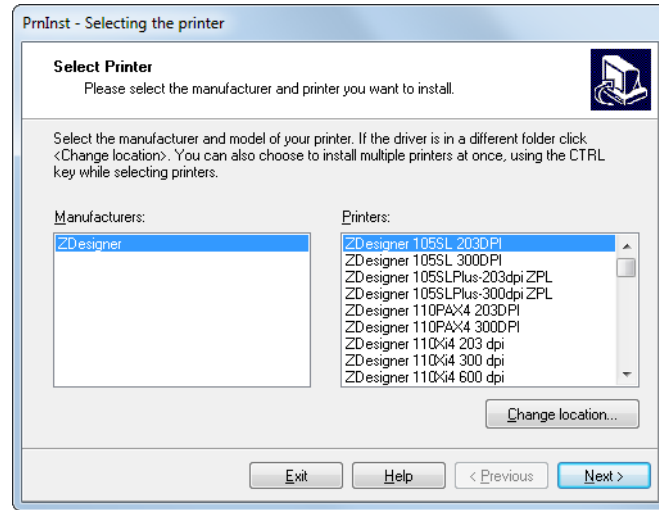 PrnInst - Selecting the printer
Select Printer
Please select the manufacturer and printer you want to install.
Select the manufacturer and model of your printer. If the driver is in a different folder click
<Change location>. You can also choose to install multiple printers at once, using the CTRL
key while selecting printers.
Manufacturers:
ZDesigner
Printers:
ZDesigner 105SL 203DPI
ZDesigner 105SL 300DPI
ZDesigner 105SLPlus-203dpi ZPL
ZDesigner 105SLPlus-300dpi ZPL
ZDesigner 110PAX4 203DPI
ZDesigner 110PAX4 300DPI
ZDesigner 110Xi4 203 dpi
ZDesigner 110Xi4 300 dpi
ZDesigner 110Xi4 600 dpi
Change location...
Exit
Help
< Previous
Next >